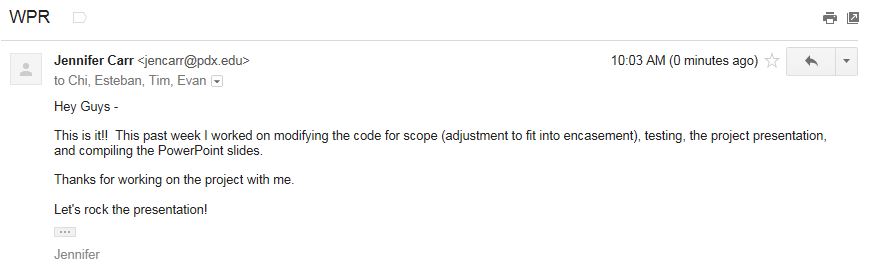 WPR
Jennifer Carr <jencarr@pdx.edu> 10:03 AM (0 minutes ago)
to Chi, Esteban, Tim, Evan
Hey Guys -
This is it!!  This past week I worked on modifying the code for scope (adjustment to fit into encasement), testing, the project presentation,
and compiling the PowerPoint slides.
Thanks for working on the project with me.
Let's rock the presentation!
Jennifer